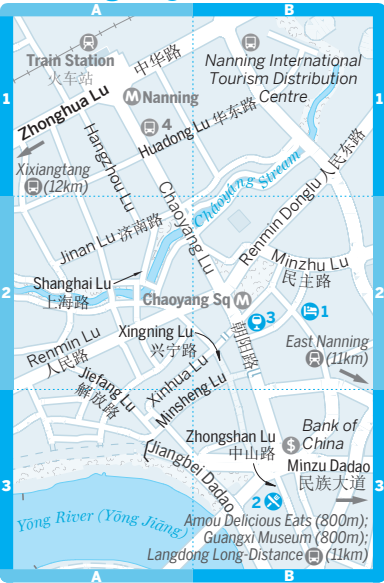 A
B
Train Station
火车站
中华路
Nanning International
Tourism Distribution
Centre
1
1
Zhonghua Lu
Nanning
4
Huadong Lu 华东路
Hangzhou Lu
Xixiangtang
(12km)
Chaoyang Lu
Chaoyang Stream
Renmin Donglu 人民东路
Jinan Lu 济南路
Minzhu Lu
民主路
Shanghai Lu
上海路
2
2
Chaoyang Sq
朝阳路
3
1
Xingning Lu
兴宁路
East Nanning
(11km)
Renmin Lu
人民路
Jiefang Lu
解放路
Xinhua Lu
Minsheng Lu
Bank of
China
$
Zhongshan Lu
中山路
Minzu Dadao
民族大道
Jiangbei Dadao
3
3
2
Yōng River (Yōng Jiāng)
Amou Delicious Eats (800m);
Guangxi Museum (800m);
Langdong Long-Distance (11km)
A
B